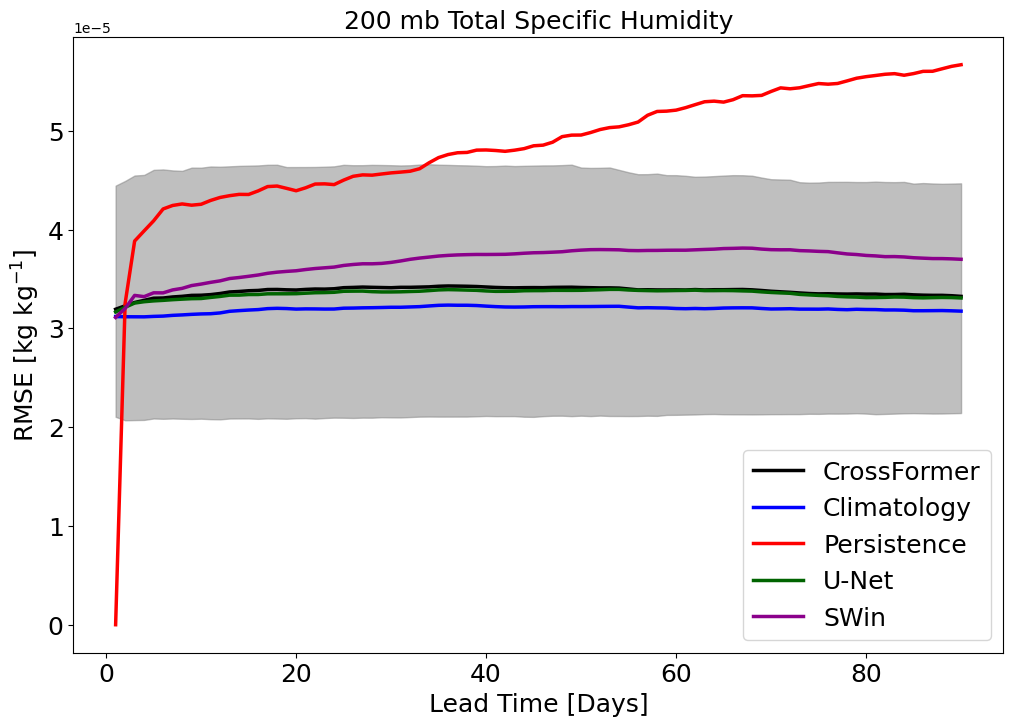 200 mb Total Specific Humidity
1e−5
RMSE [kg kg⁻¹]
5
4
3
2
1
0
0 20 40 60 80
Lead Time [Days]
CrossFormer
Climatology
Persistence
U-Net
SWin